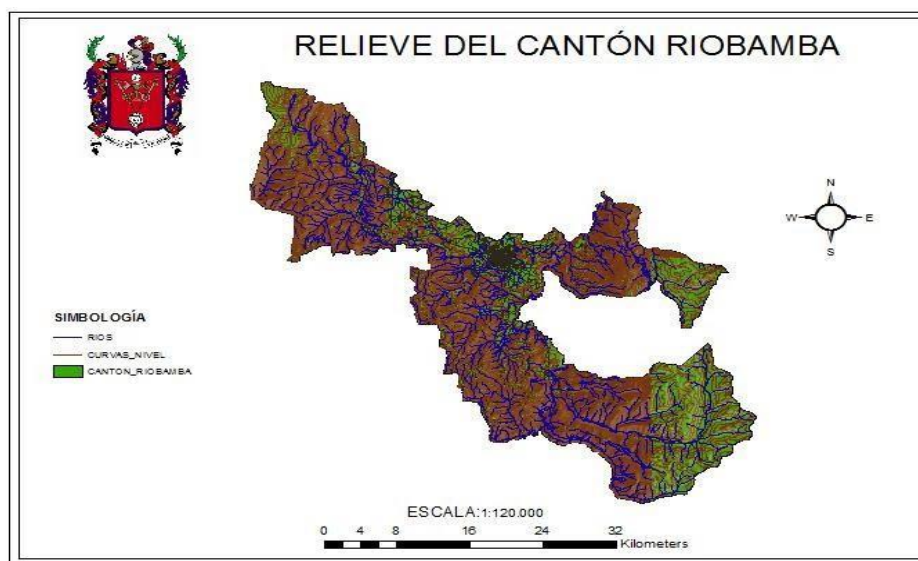 RELIEVE DEL CANTÓN RIOBAMBA
N
W E
S
SIMBOLOGÍA
RIOS
CURVAS_NIVEL
CANTON_RIOBAMBA
ESCALA:1:120.000
0 4 8 16 24 32
Kilometers